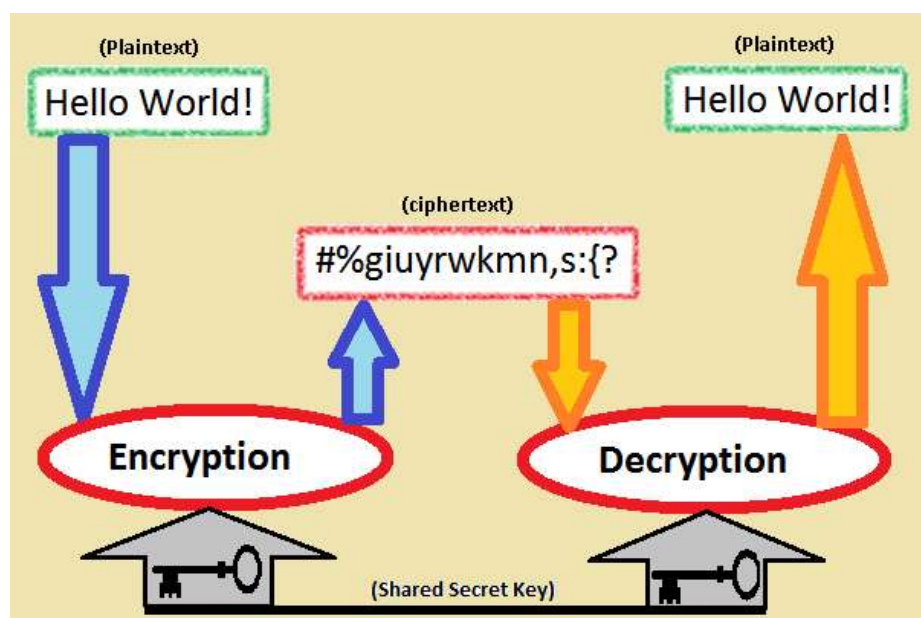 (Plaintext)
Hello World!
(Plaintext)
Hello World!
(ciphertext)
#%giuyrwkmn,s:{?
Encryption
Decryption
(Shared Secret Key)